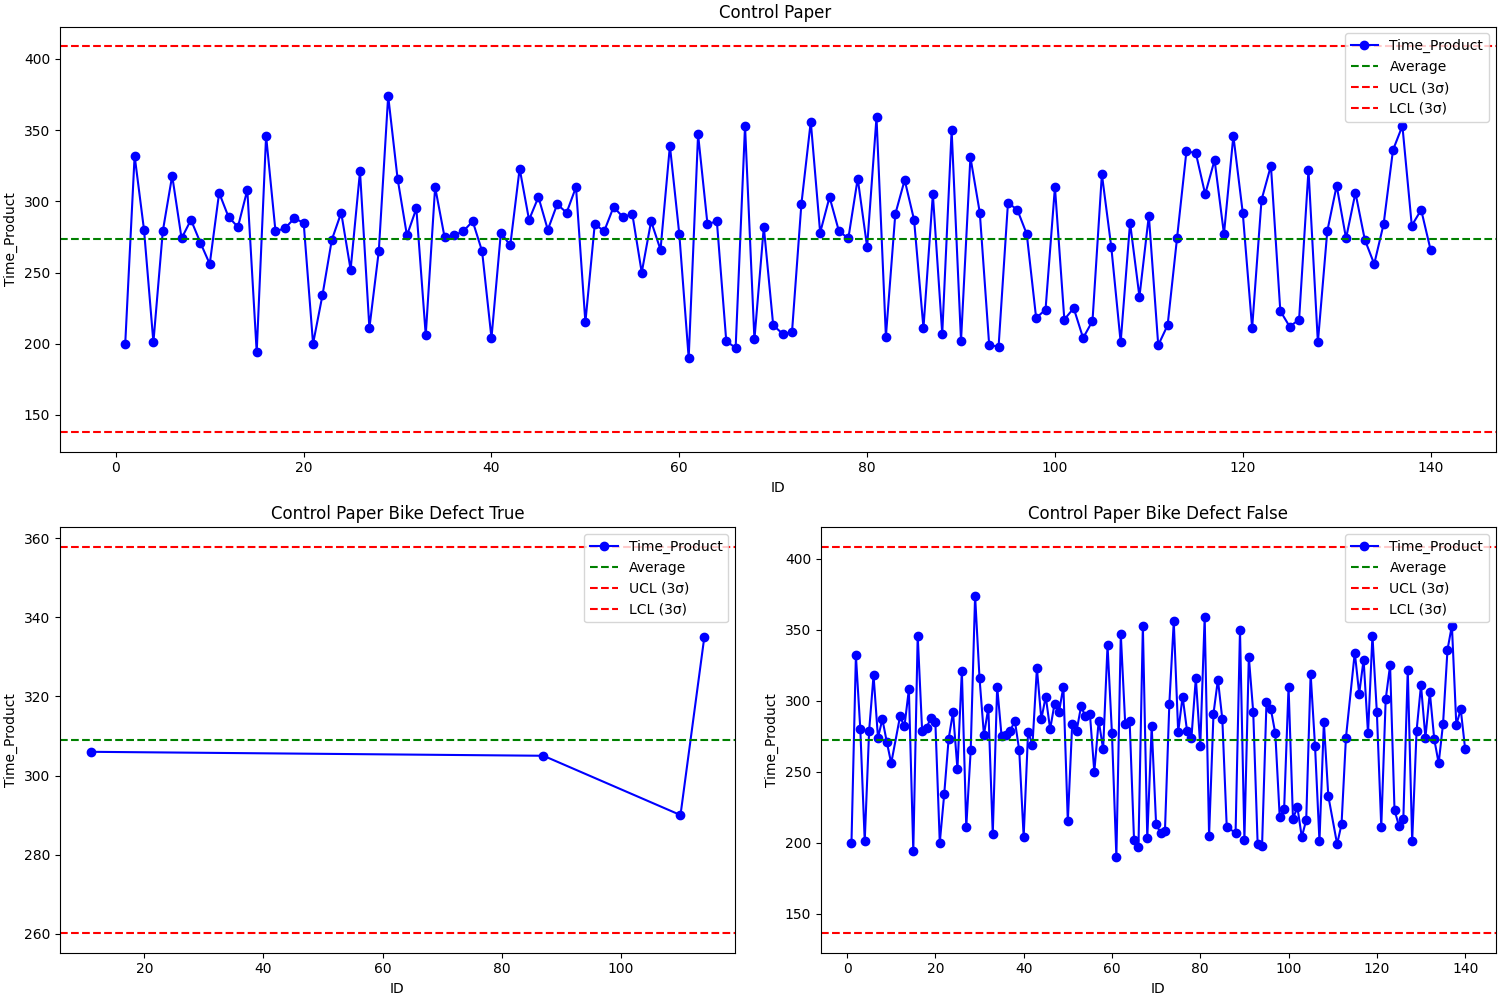 Control Paper
Time_Product
400
350
300
250
200
150
Time_Product
Average
UCL (3σ)
LCL (3σ)
0 20 40 60 80 100 120 140
ID
Control Paper Bike Defect True
Time_Product
360
340
320
300
280
260
Time_Product
Average
UCL (3σ)
LCL (3σ)
20 40 60 80 100
ID
Control Paper Bike Defect False
Time_Product
400
350
300
250
200
150
Time_Product
Average
UCL (3σ)
LCL (3σ)
0 20 40 60 80 100 120 140
ID